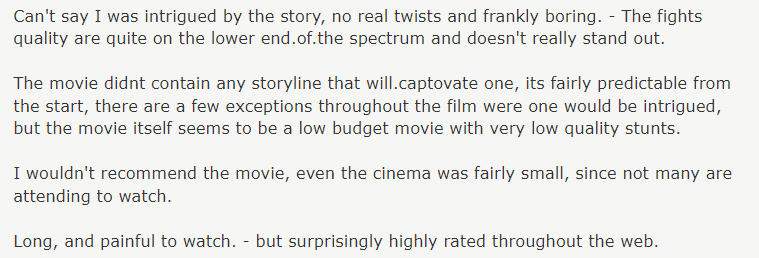 Can't say I was intrigued by the story, no real twists and frankly boring. - The fights
quality are quite on the lower end.of.the spectrum and doesn't really stand out.
The movie didnt contain any storyline that will.captovate one, its fairly predictable from
the start, there are a few exceptions throughout the film were one would be intrigued,
but the movie itself seems to be a low budget movie with very low quality stunts.
I wouldn't recommend the movie, even the cinema was fairly small, since not many are
attending to watch.
Long, and painful to watch. - but surprisingly highly rated throughout the web.